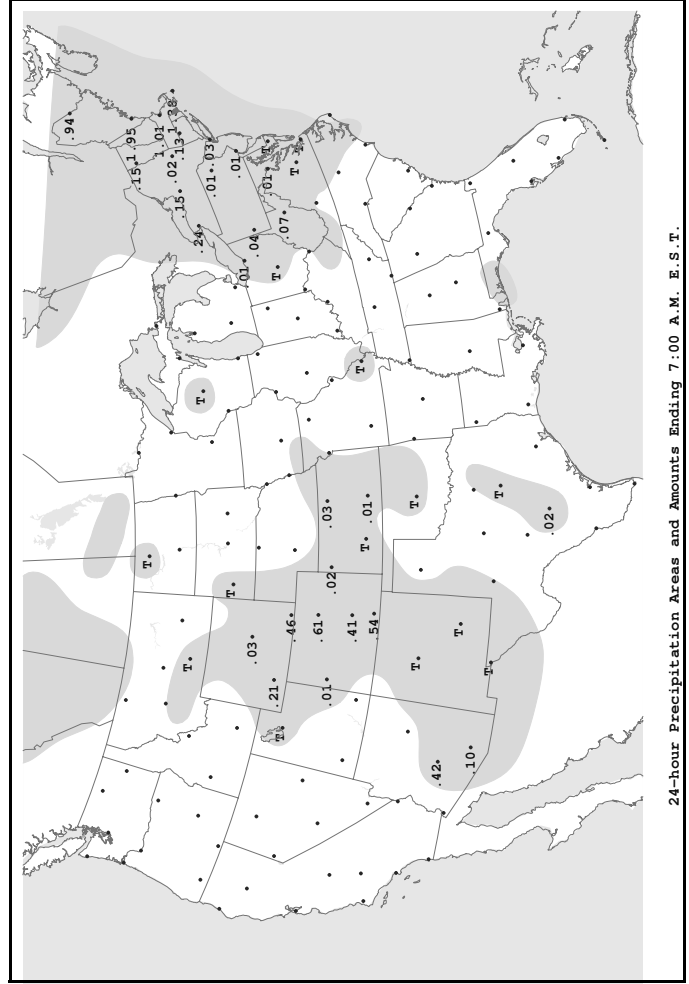 .94
1.95
.15
T
1.01
.02
1.28
.13
.15
T
.24
T
.03
.01
T
.01
.01
.03
.04
.01
T
.01
.21
T
T
.07
.46
T
T
.61
.01
.03
.02
.41
T
T
.01
.54
T
T
.42
T
.10
T
T
.02
24-hour Precipitation Areas and Amounts Ending 7:00 A.M. E.S.T.